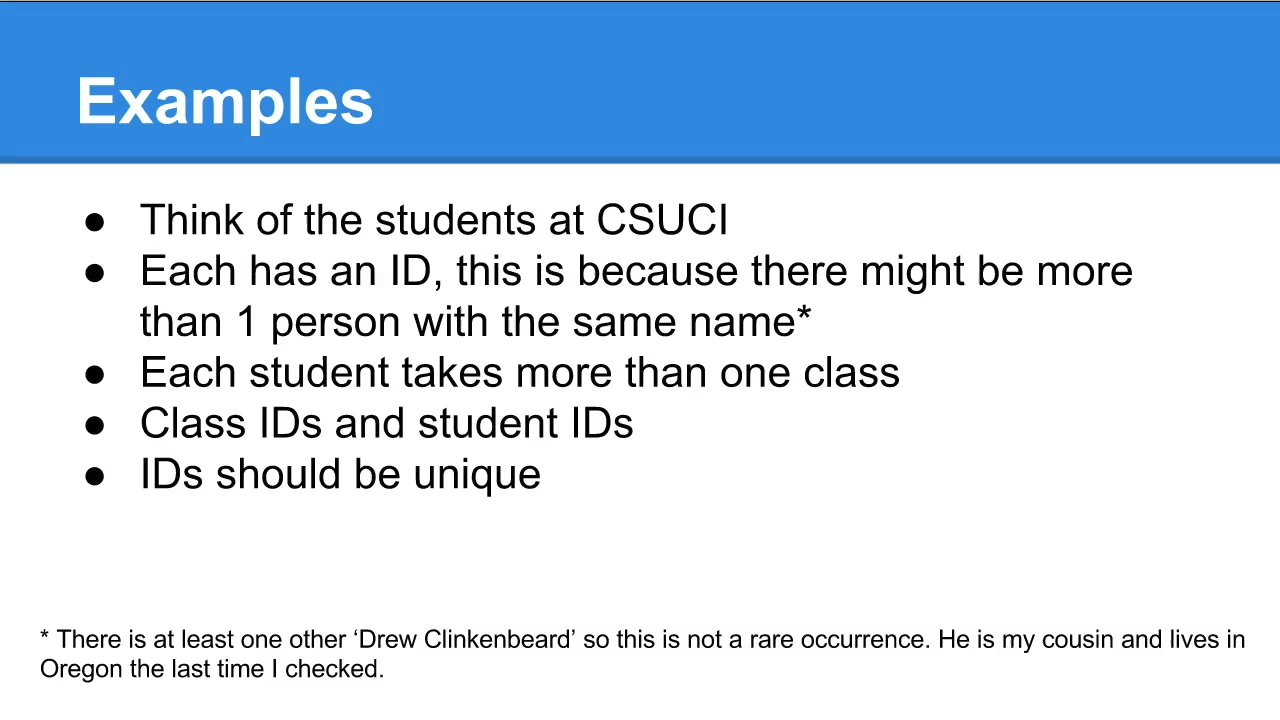 Examples
● Think of the students at CSUCI
● Each has an ID, this is because there might be more
than 1 person with the same name*
● Each student takes more than one class
● Class IDs and student IDs
● IDs should be unique
* There is at least one other ‘Drew Clinkenbeard’ so this is not a rare occurrence. He is my cousin and lives in
Oregon the last time I checked.